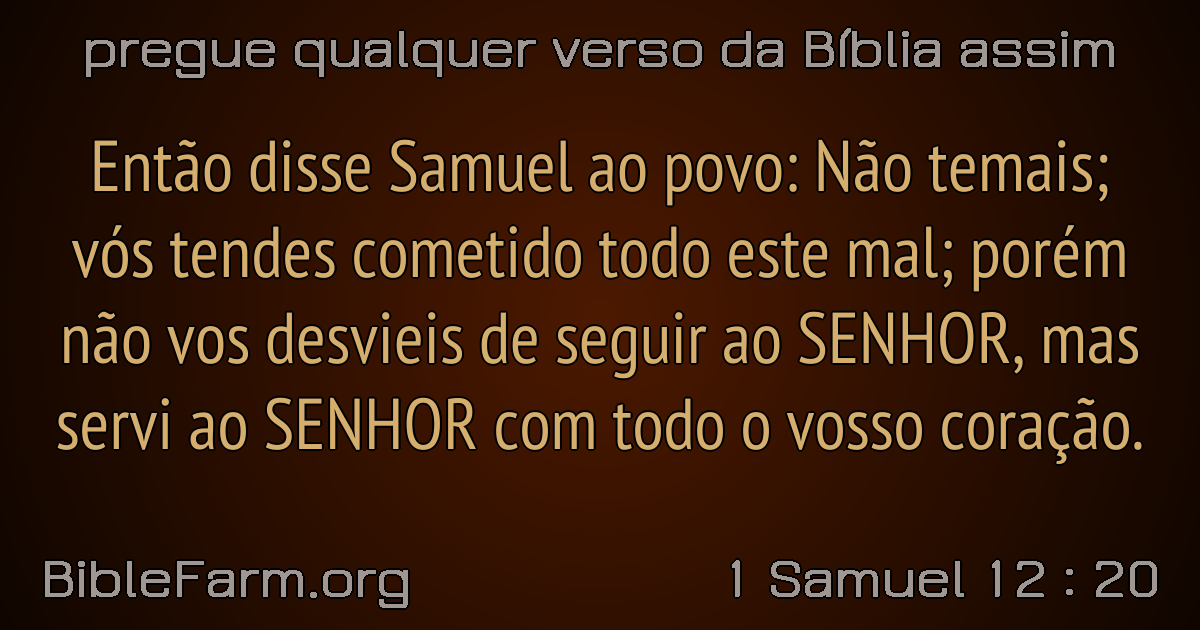 pregue qualquer verso da Bíblia assim
Então disse Samuel ao povo: Não temais;
vós tendes cometido todo este mal; porém
não vos desvieis de seguir ao SENHOR, mas
servi ao SENHOR com todo o vosso coração.
BibleFarm.org
1 Samuel 12 : 20